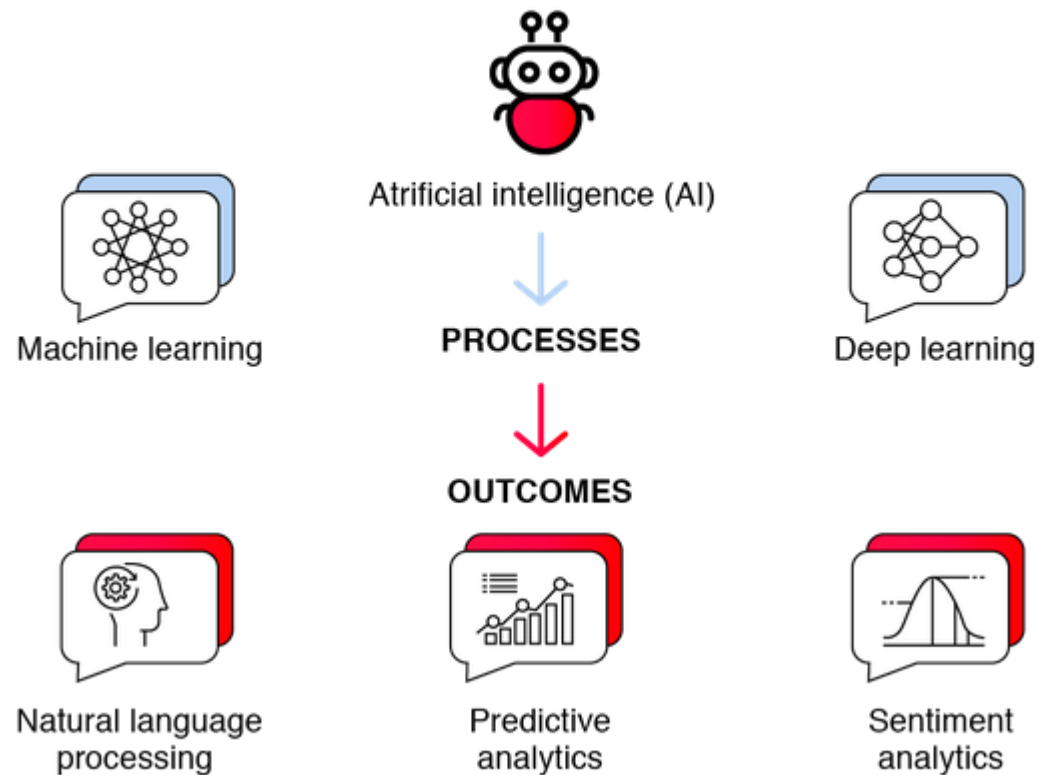 Atrificial intelligence (AI)
Machine learning
PROCESSES
Deep learning
OUTCOMES
Natural language
processing
Predictive
analytics
Sentiment
analytics